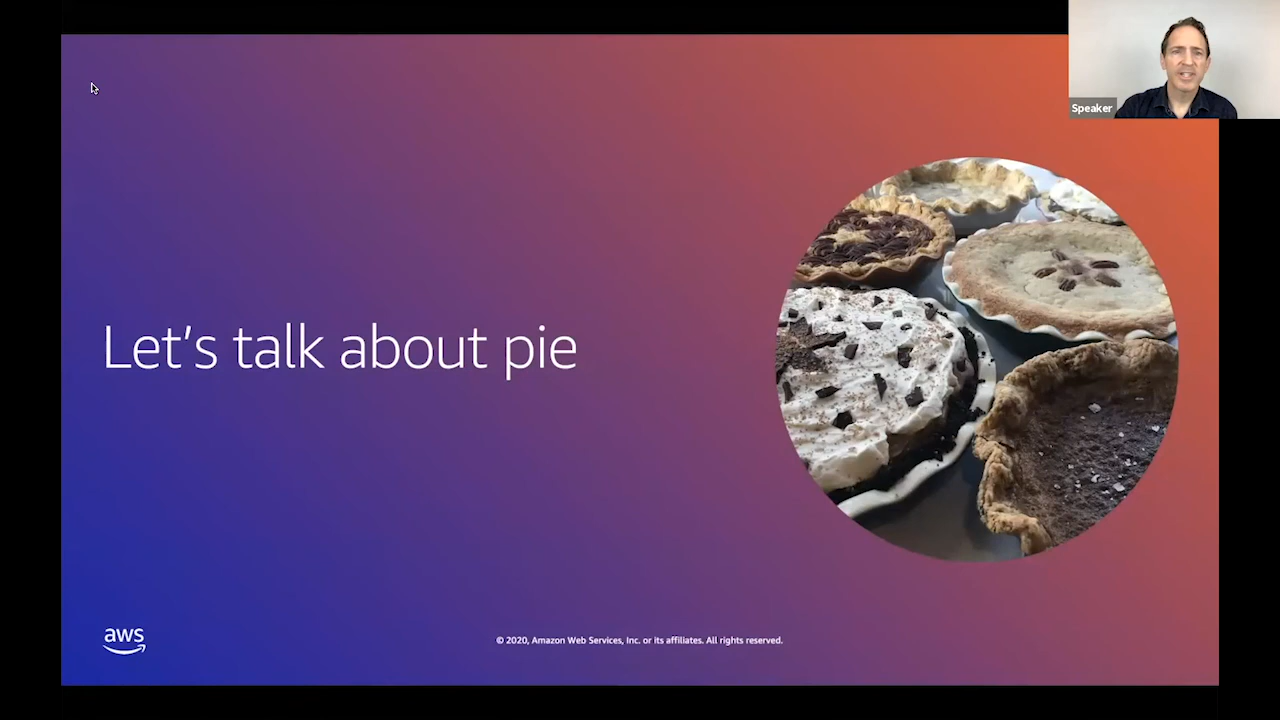 Speaker
Let's talk about pie
aws
© 2020, Amazon Web Services, Inc. or its affiliates. All rights reserved.